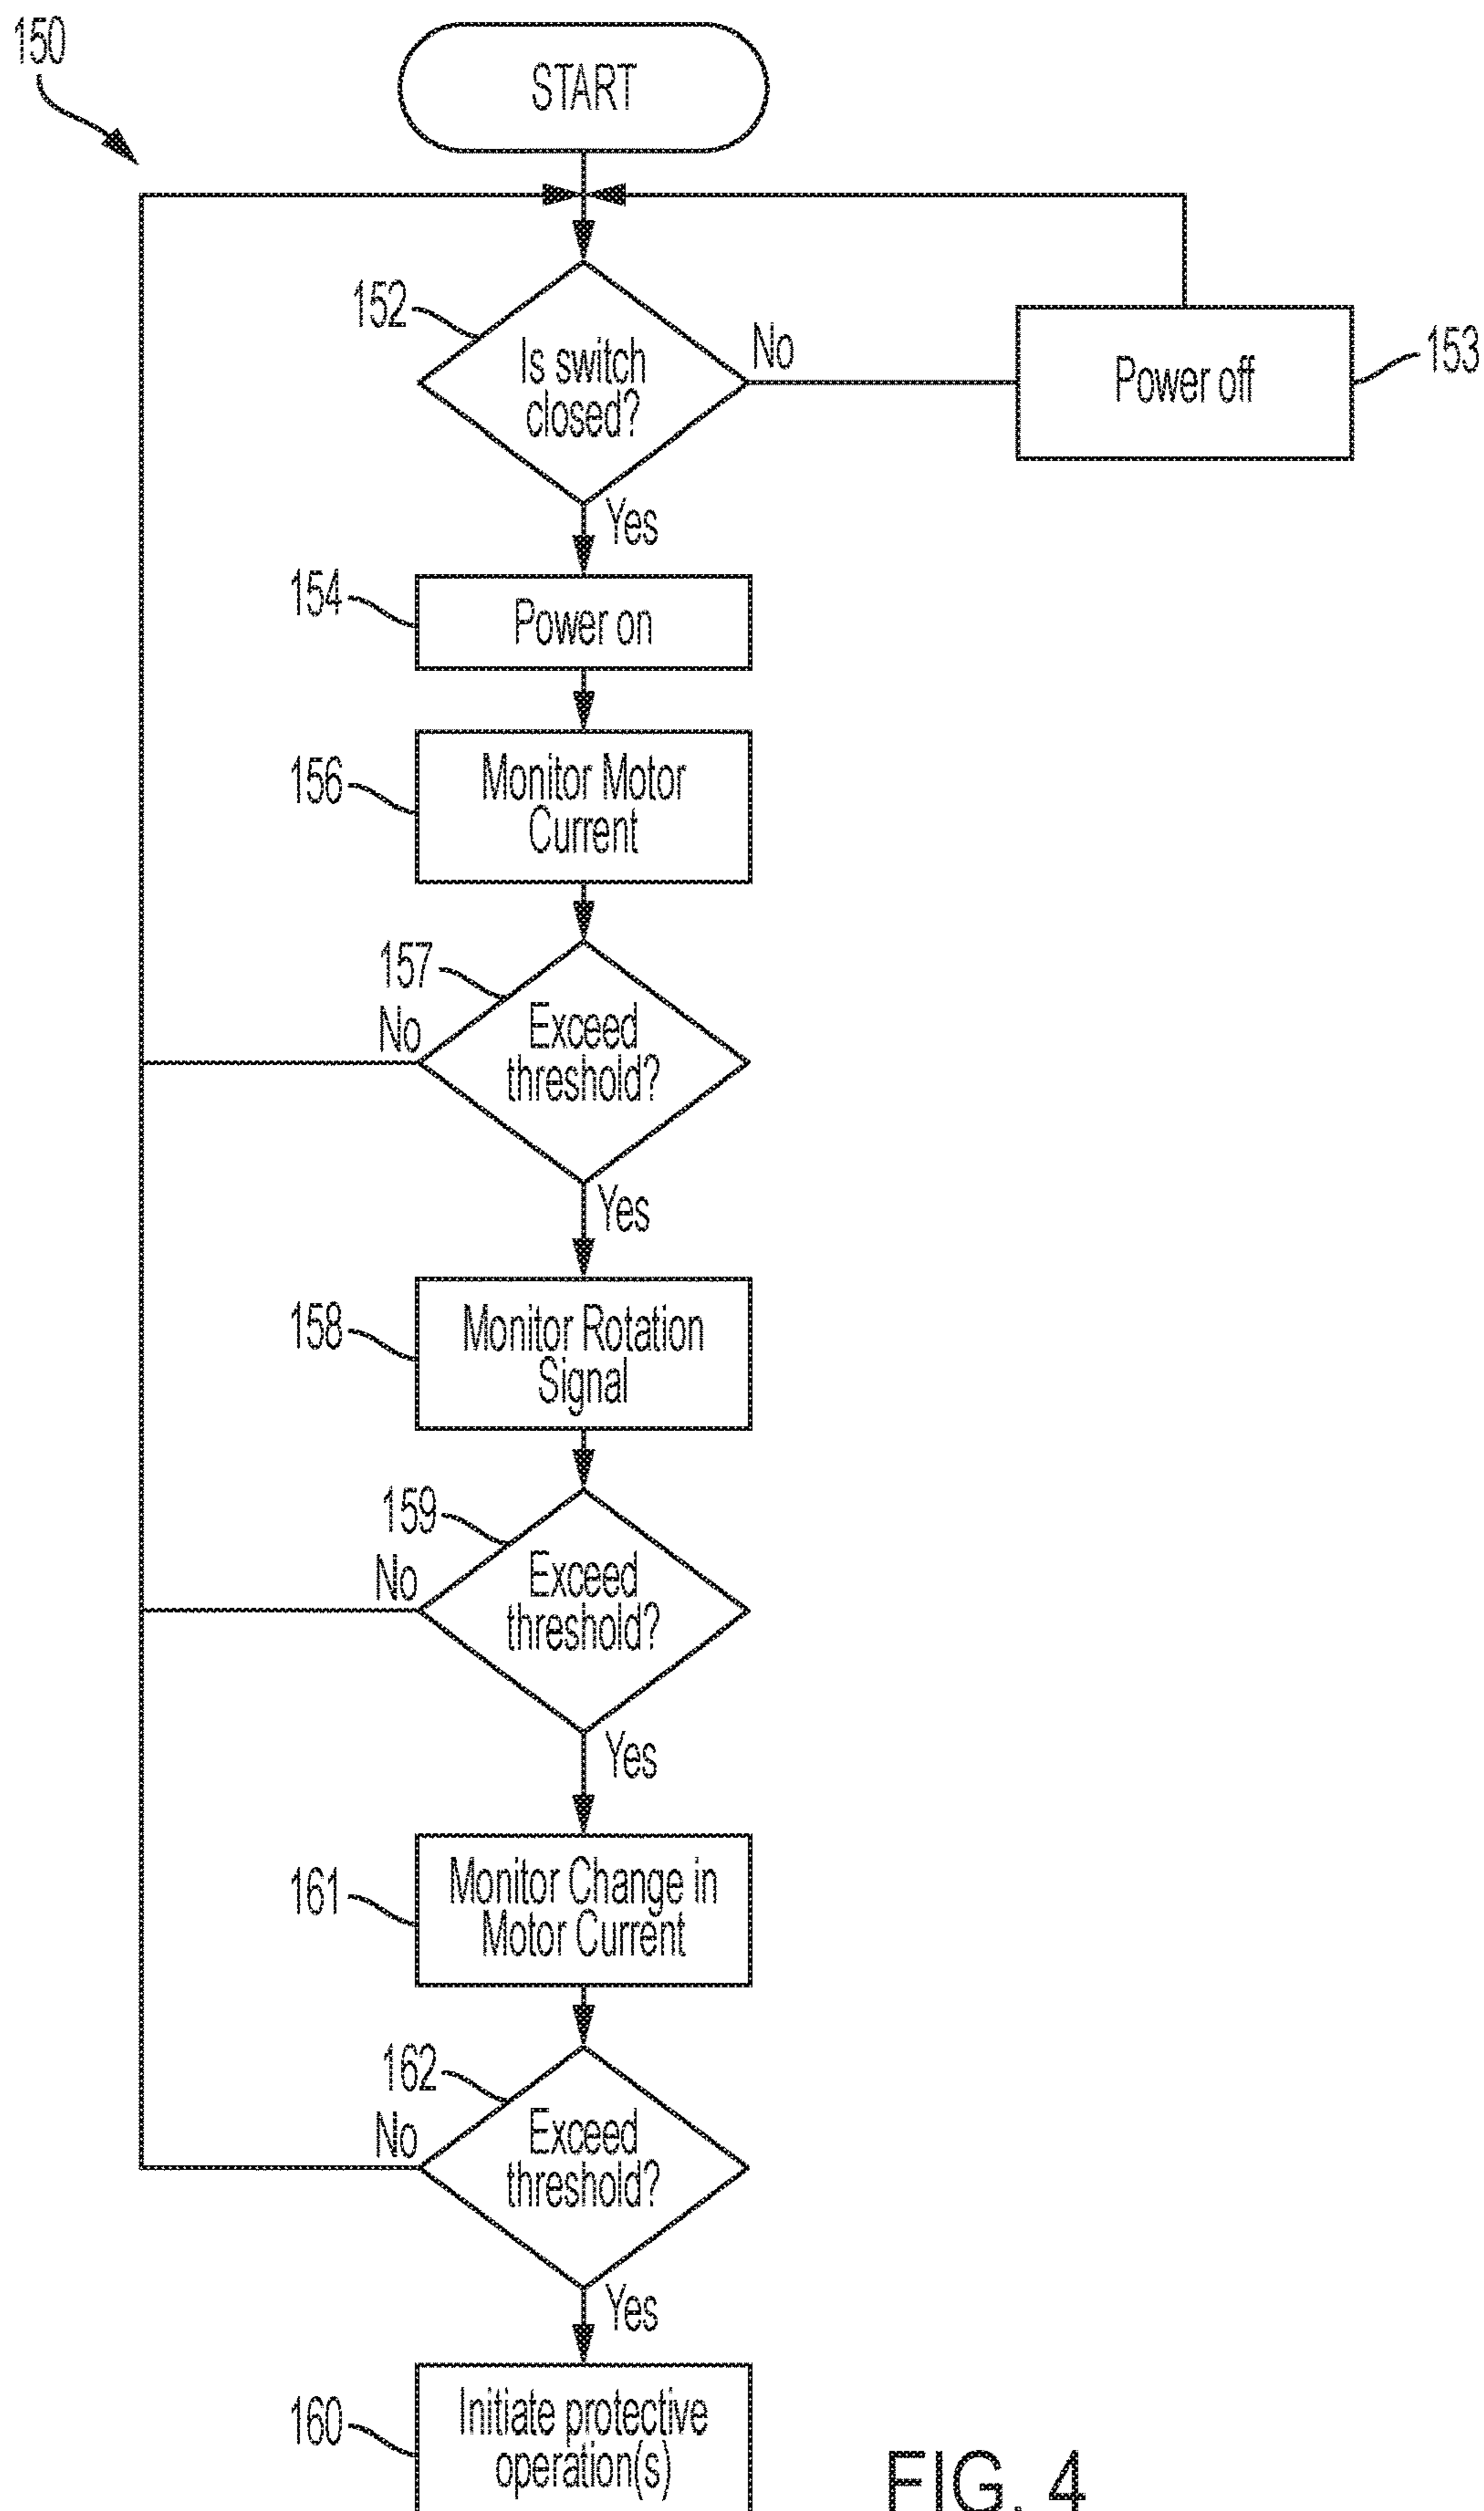 150
START
152
Is switch
closed?
No
Power off
153
Yes
154
Power on
156
Monitor Motor
Current
157
No
Exceed
threshold?
Yes
158
Monitor Rotation
Signal
159
No
Exceed
threshold?
Yes
161
Monitor Change in
Motor Current
162
No
Exceed
threshold?
Yes
160
Initiate protective
operation(s)
FIG. 4